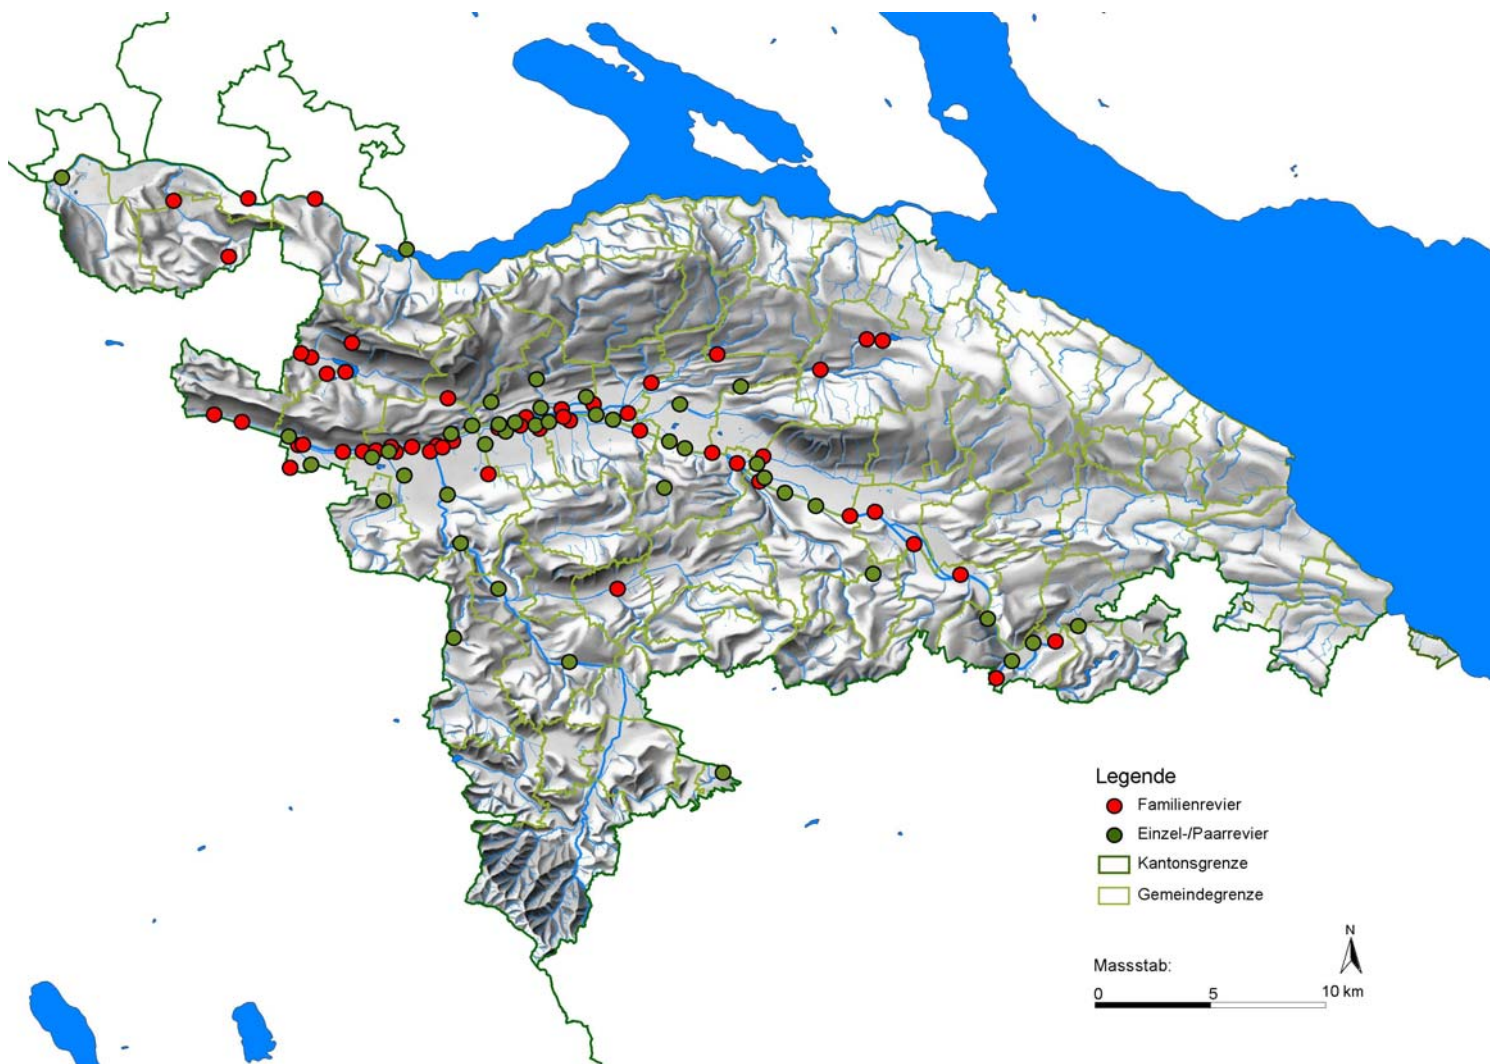 Legende
Familienrevier
Einzel-/Paarrevier
Kantonsgrenze
Gemeindegrenze
N
Massstab:
0 5 10 km